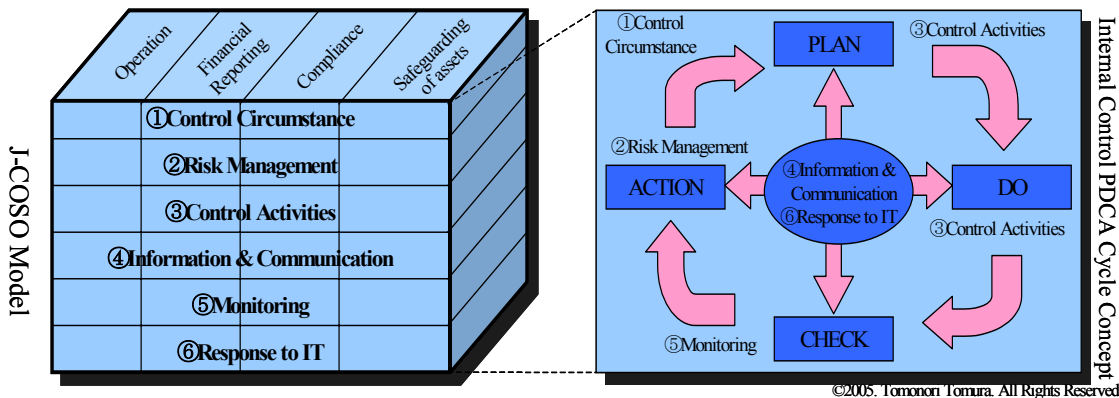 J-COSO Model
Operation
Financial
Reporting
Compliance
Safeguarding
of assets
①Control Circumstance
②Risk Management
③Control Activities
④Information & Communication
⑤Monitoring
⑥Response to IT
①Control
Circumstance
PLAN
③Control Activities
②Risk Management
ACTION
④Information &
Communication
⑥Response to IT
DO
③Control Activities
⑤Monitoring
CHECK
Internal Control PDCA Cycle Concept
©2005. Tomonori Tomura. All Rights Reserved